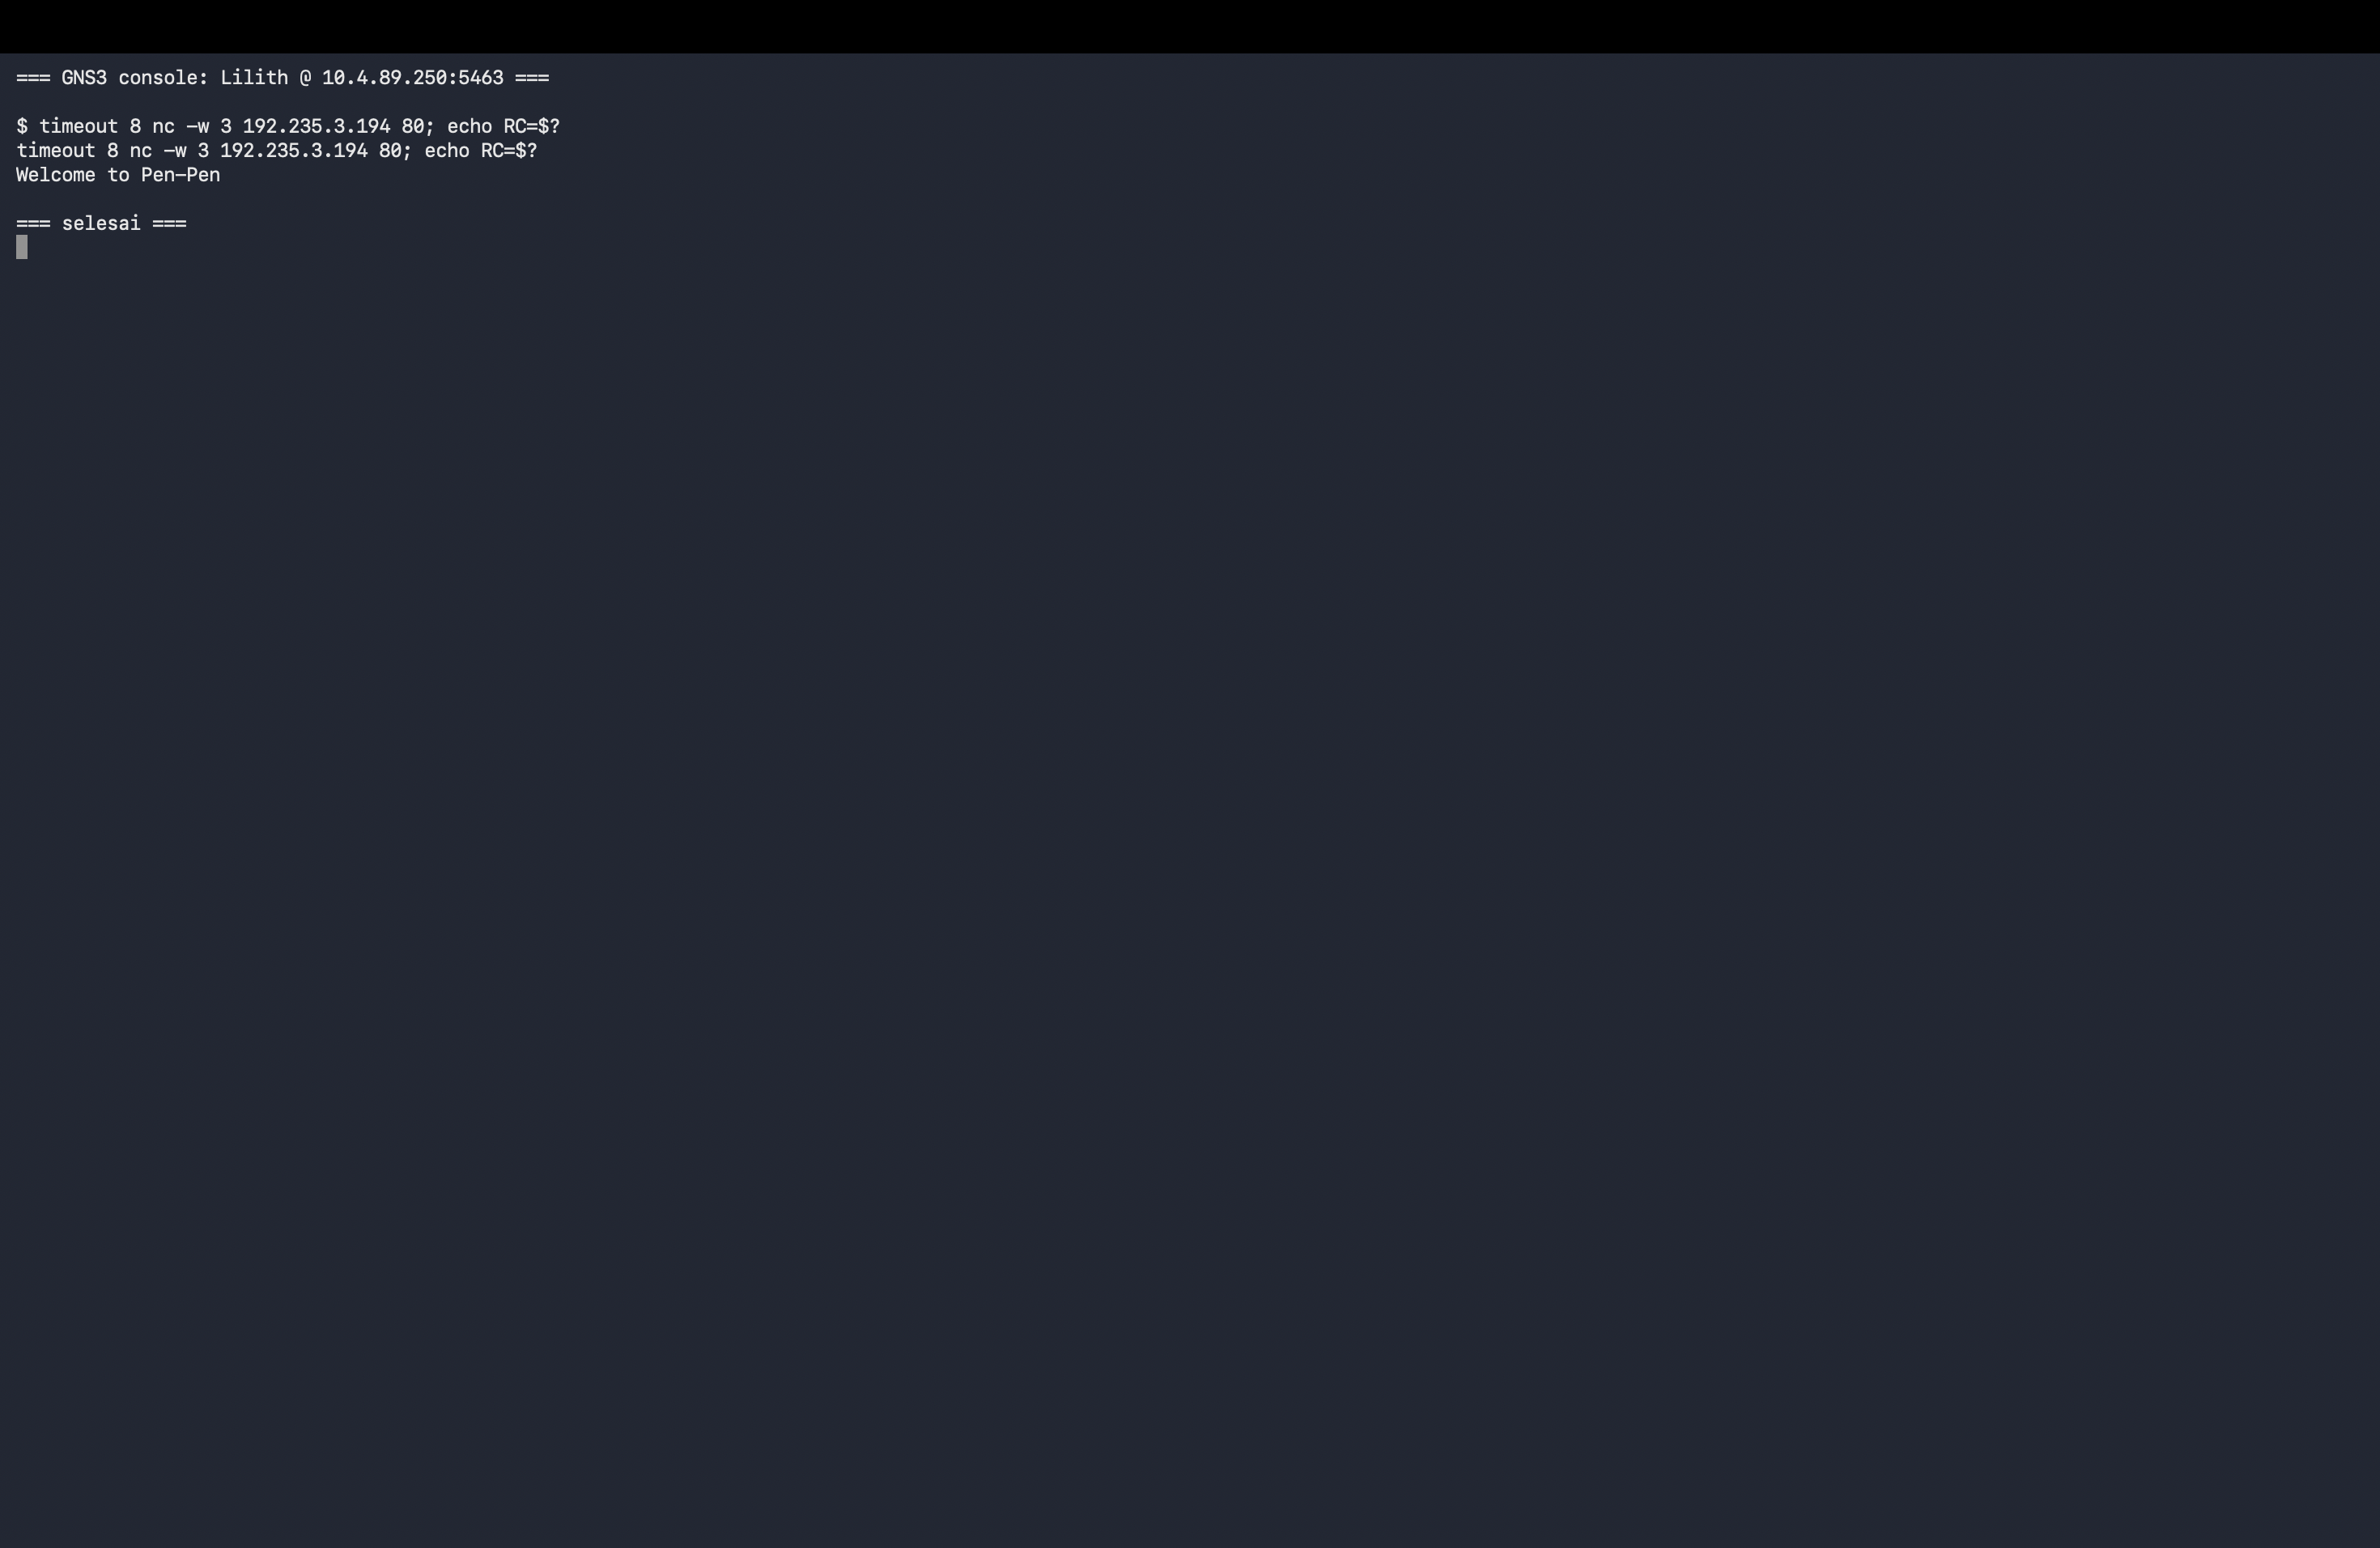 === GNS3 console: Lilith @ 10.4.89.250:5463 ===
$ timeout 8 nc -w 3 192.235.3.194 80; echo RC=$?
timeout 8 nc -w 3 192.235.3.194 80; echo RC=$?
Welcome to Pen-Pen
=== selesai ===